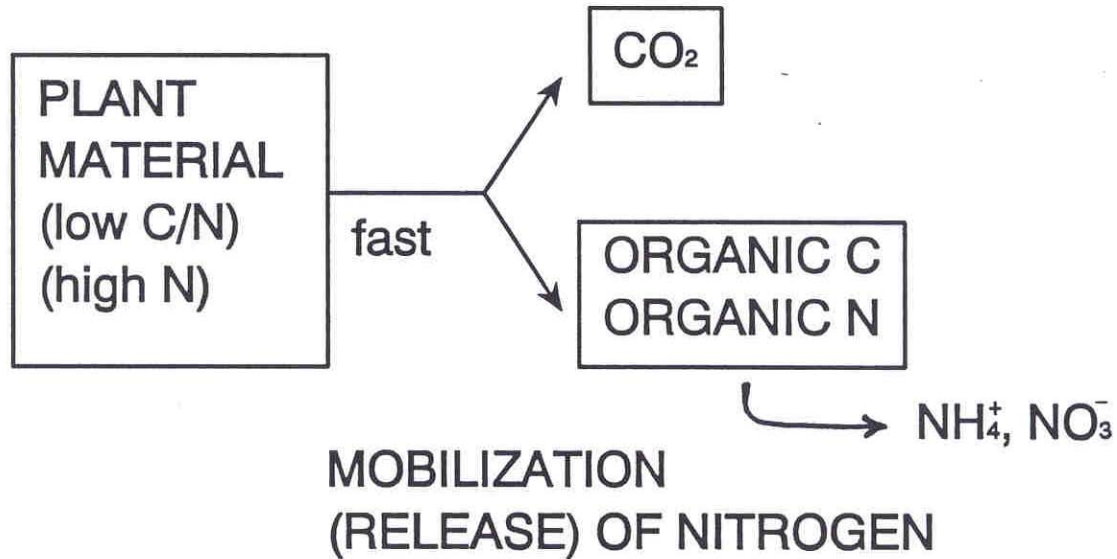 PLANT
MATERIAL
(low C/N)
(high N)
fast
CO₂
ORGANIC C
ORGANIC N
NH₄⁺, NO₃⁻
MOBILIZATION
(RELEASE) OF NITROGEN